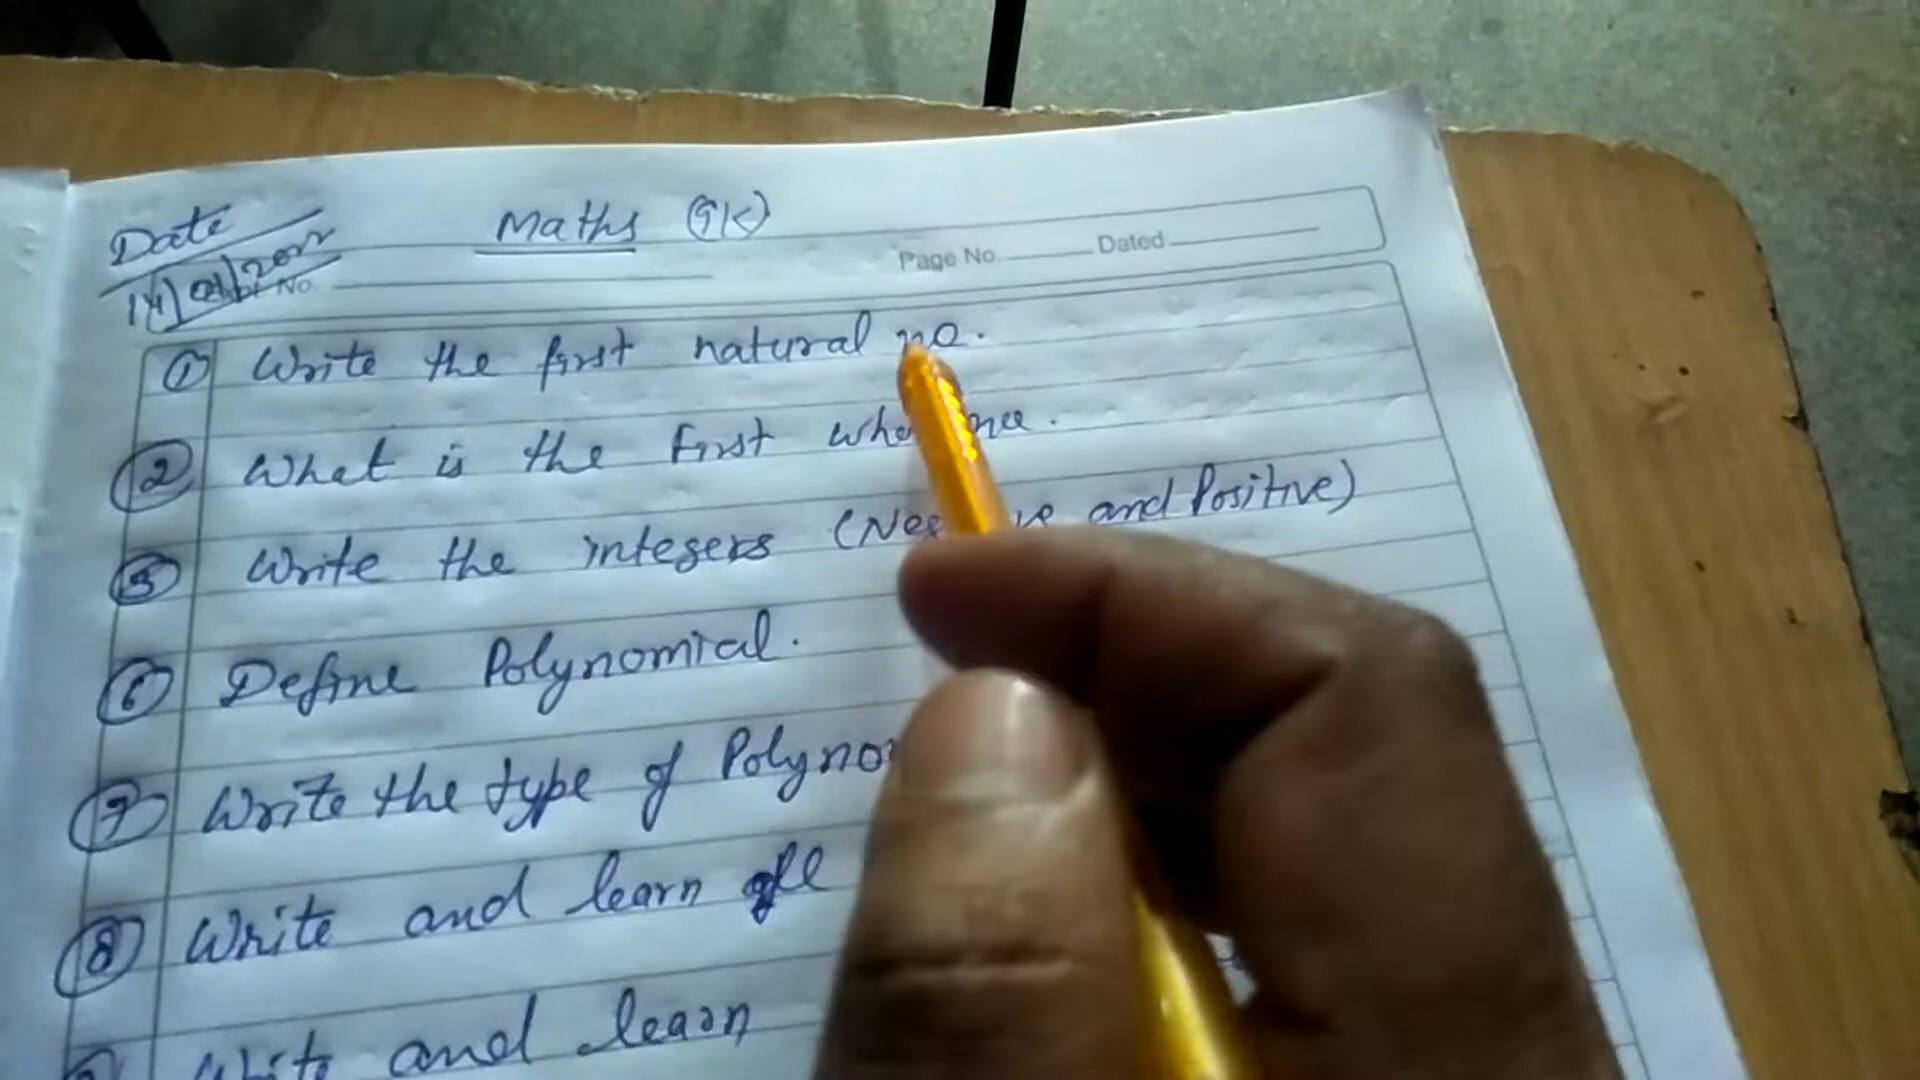 Date Maths (GK)
Page No. Dated
No.
① Write the first natural no.
② What is the first
③ Write the integers ( and Positive)
⑥ Define Polynomial.
⑦ Write the type of
⑧ Write and learn
Write and learn